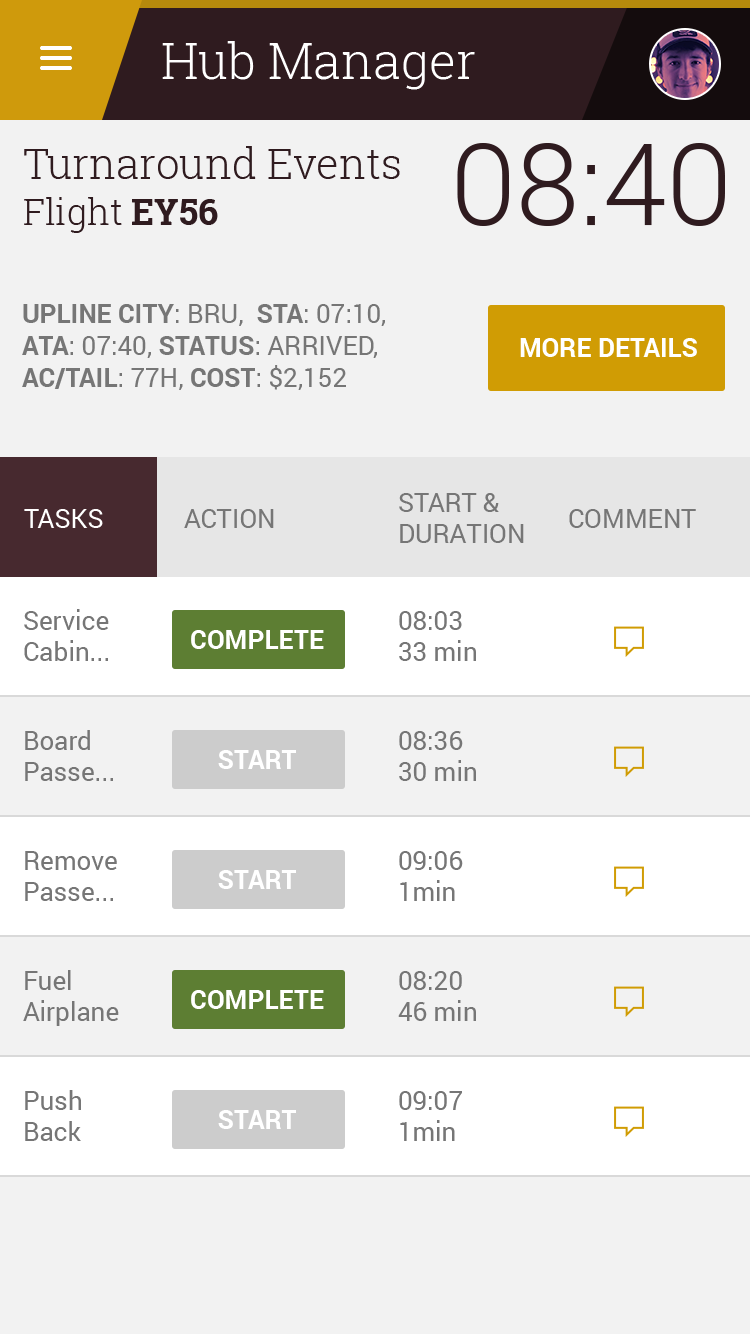 Hub Manager
Turnaround Events
08:40
Flight EY56
UPLINE CITY: BRU, STA: 07:10,
ATA: 07:40, STATUS: ARRIVED,
AC/TAIL: 77H, COST: $2,152
MORE DETAILS
TASKS
ACTION
START &
DURATION
COMMENT
Service
Cabin...
COMPLETE
08:03
33 min
Board
Passe...
START
08:36
30 min
Remove
Passe...
START
09:06
1min
Fuel
Airplane
COMPLETE
08:20
46 min
Push
Back
START
09:07
1min